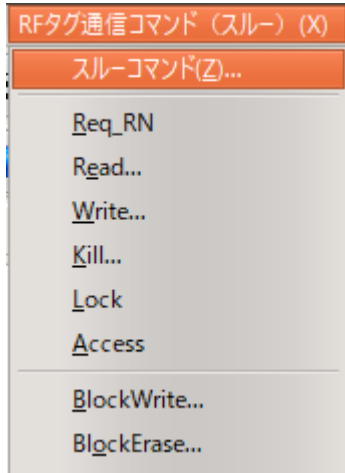 RFタグ通信コマンド（スルー）(X)
スルーコマンド(Z)...
Req_RN
Read...
Write...
Kill...
Lock
Access
BlockWrite...
BlockErase...